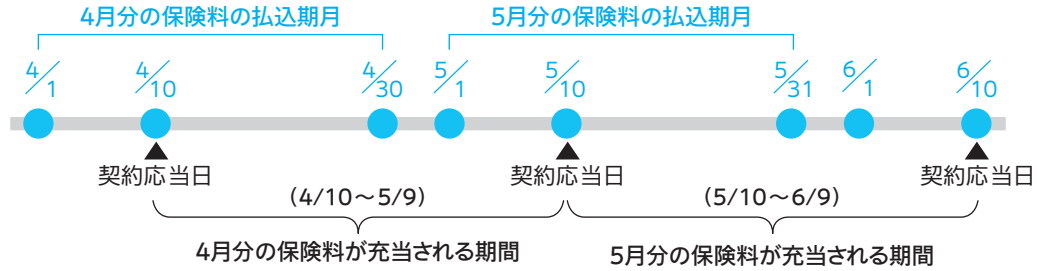 4月分の保険料の払込期月 5月分の保険料の払込期月
4/1 4/10 4/30 5/1 5/10 5/31 6/1 6/10
契約応当日 契約応当日 契約応当日
(4/10~5/9) (5/10~6/9)
4月分の保険料が充当される期間 5月分の保険料が充当される期間